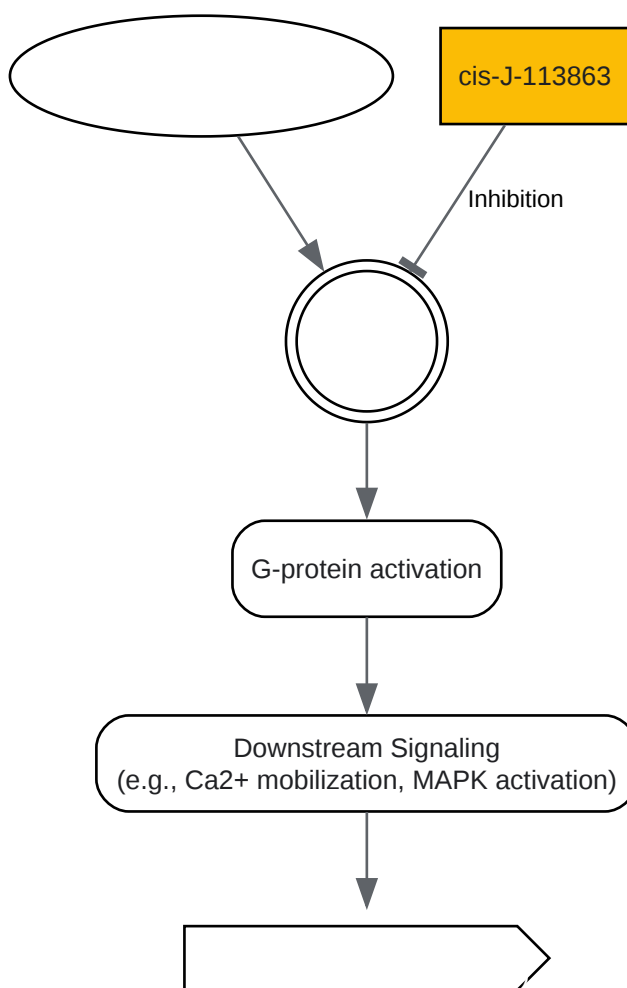 cis-J-113863
Inhibition
G-protein activation
Downstream Signaling
(e.g., Ca2+ mobilization, MAPK activation)